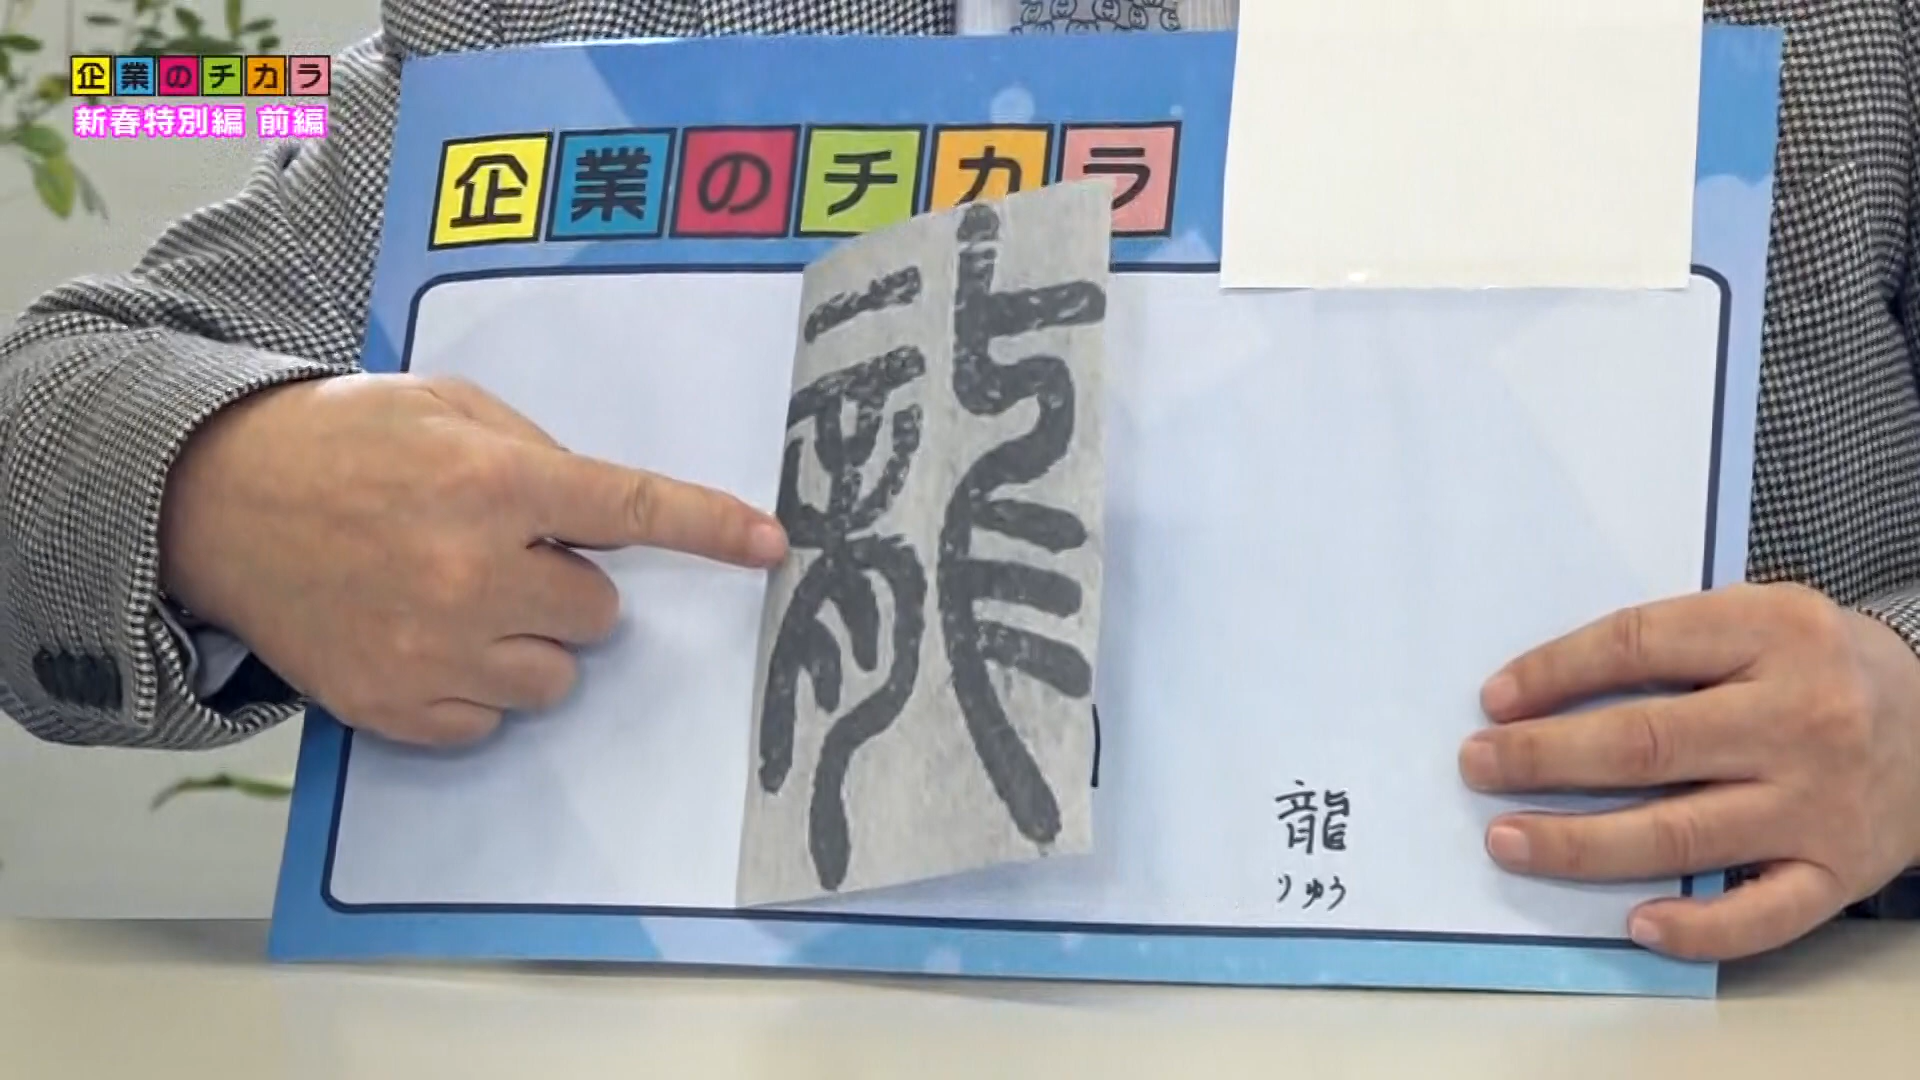 企業のチカラ
新春特別編 前編
企業のチカラ
龍
龍
りゅう